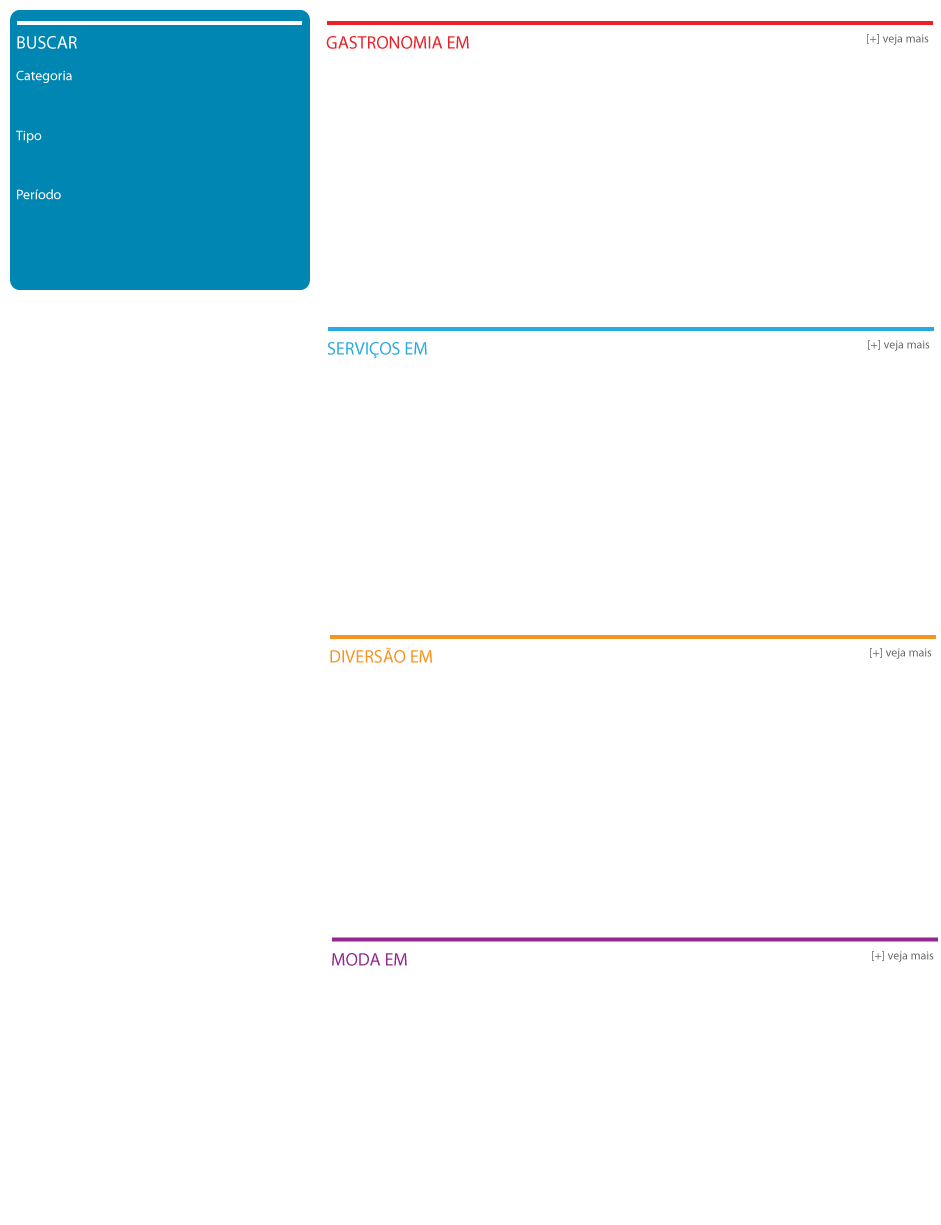 BUSCAR
Categoria
Tipo
Período
GASTRONOMIA EM
[+] veja mais
SERVIÇOS EM
[+] veja mais
DIVERSÃO EM
[+] veja mais
MODA EM
[+] veja mais